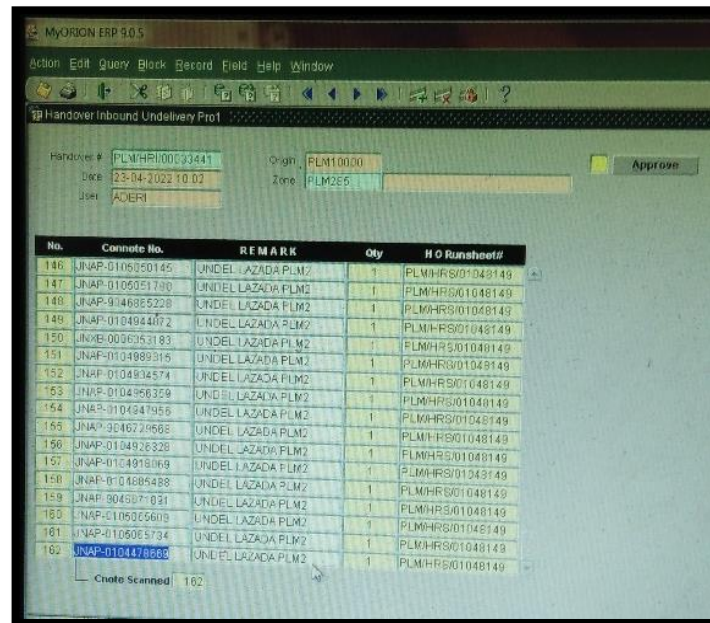 MyORION ERP 9.0.5
Action Edit Query Block Record Field Help Window
Handover Inbound Undelivery Pro1
Handover # PLM/HRI/00033441 Origin PLM10000 Approve
Date 23-04-2022 10:02 Zone PLM285
User ADERI
No. Connote No. REMARK Qty H O Runsheet#
146 JNAP-0105050145 UNDEL LAZADA PLM2 1 PLM/HRS/01048149
147 JNAP-0105051780 UNDEL LAZADA PLM2 1 PLM/HRS/01048149
148 JNAP-9046865228 UNDEL LAZADA PLM2 1 PLM/HRS/01048149
149 JNAP-0104944072 UNDEL LAZADA PLM2 1 PLM/HRS/01048149
150 JNXB-0006353183 UNDEL LAZADA PLM2 1 PLM/HRS/01048149
151 JNAP-0104989315 UNDEL LAZADA PLM2 1 PLM/HRS/01048149
152 JNAP-0104934574 UNDEL LAZADA PLM2 1 PLM/HRS/01048149
153 JNAP-0104956359 UNDEL LAZADA PLM2 1 PLM/HRS/01048149
154 JNAP-0104947956 UNDEL LAZADA PLM2 1 PLM/HRS/01048149
155 JNAP-9046729568 UNDEL LAZADA PLM2 1 PLM/HRS/01048149
156 JNAP-0104926328 UNDEL LAZADA PLM2 1 PLM/HRS/01048149
157 JNAP-0104918069 UNDEL LAZADA PLM2 1 PLM/HRS/01048149
158 JNAP-0104885488 UNDEL LAZADA PLM2 1 PLM/HRS/01048149
159 UNDEL LAZADA PLM2 1 PLM/HRS/01048149
160 JNAP-0105065609 UNDEL LAZADA PLM2 1 PLM/HRS/01048149
161 JNAP-0105065734 UNDEL LAZADA PLM2 1 PLM/HRS/01048149
162 JNAP-0104478669 UNDEL LAZADA PLM2 1 PLM/HRS/01048149
Cnote Scanned 162